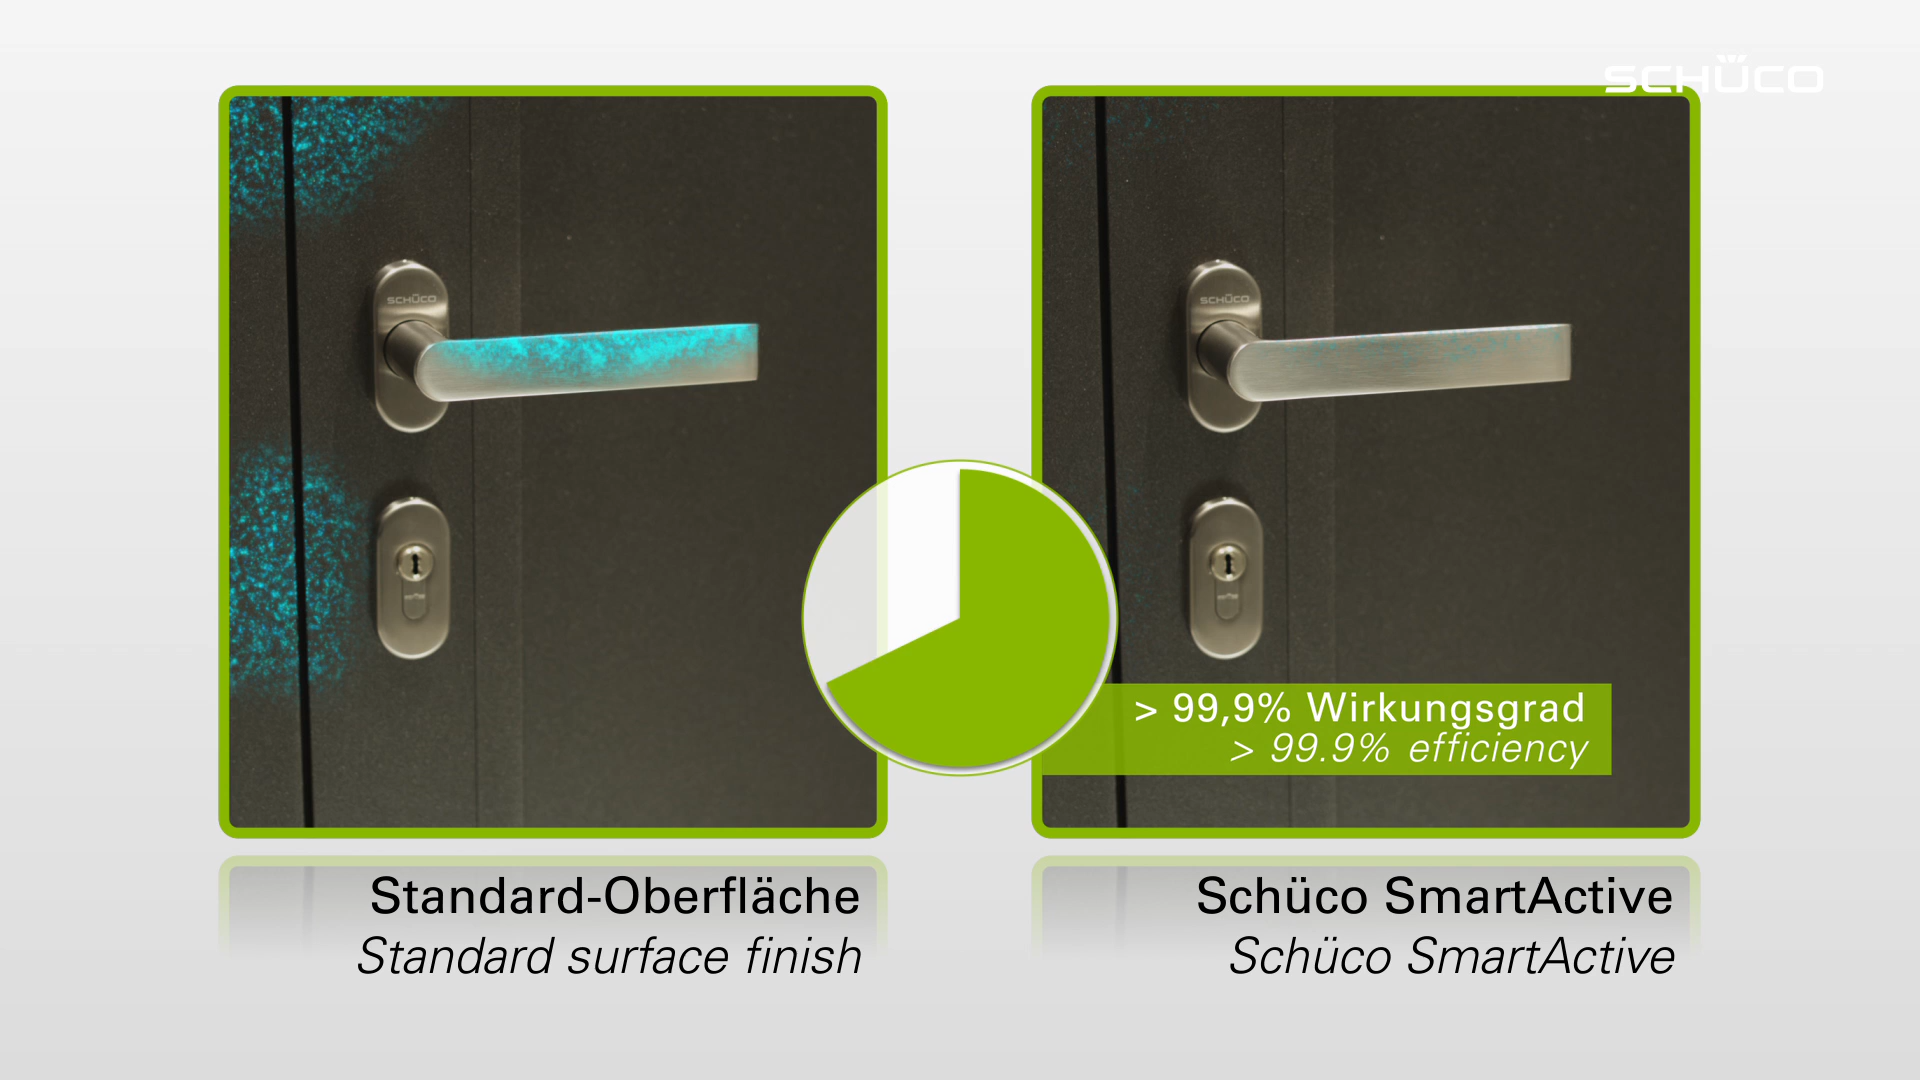 SCHÜCO
SCHÜCO
SCHÜCO
> 99,9% Wirkungsgrad
> 99.9% efficiency
Standard-Oberfläche
Standard surface finish
Schüco SmartActive
Schüco SmartActive